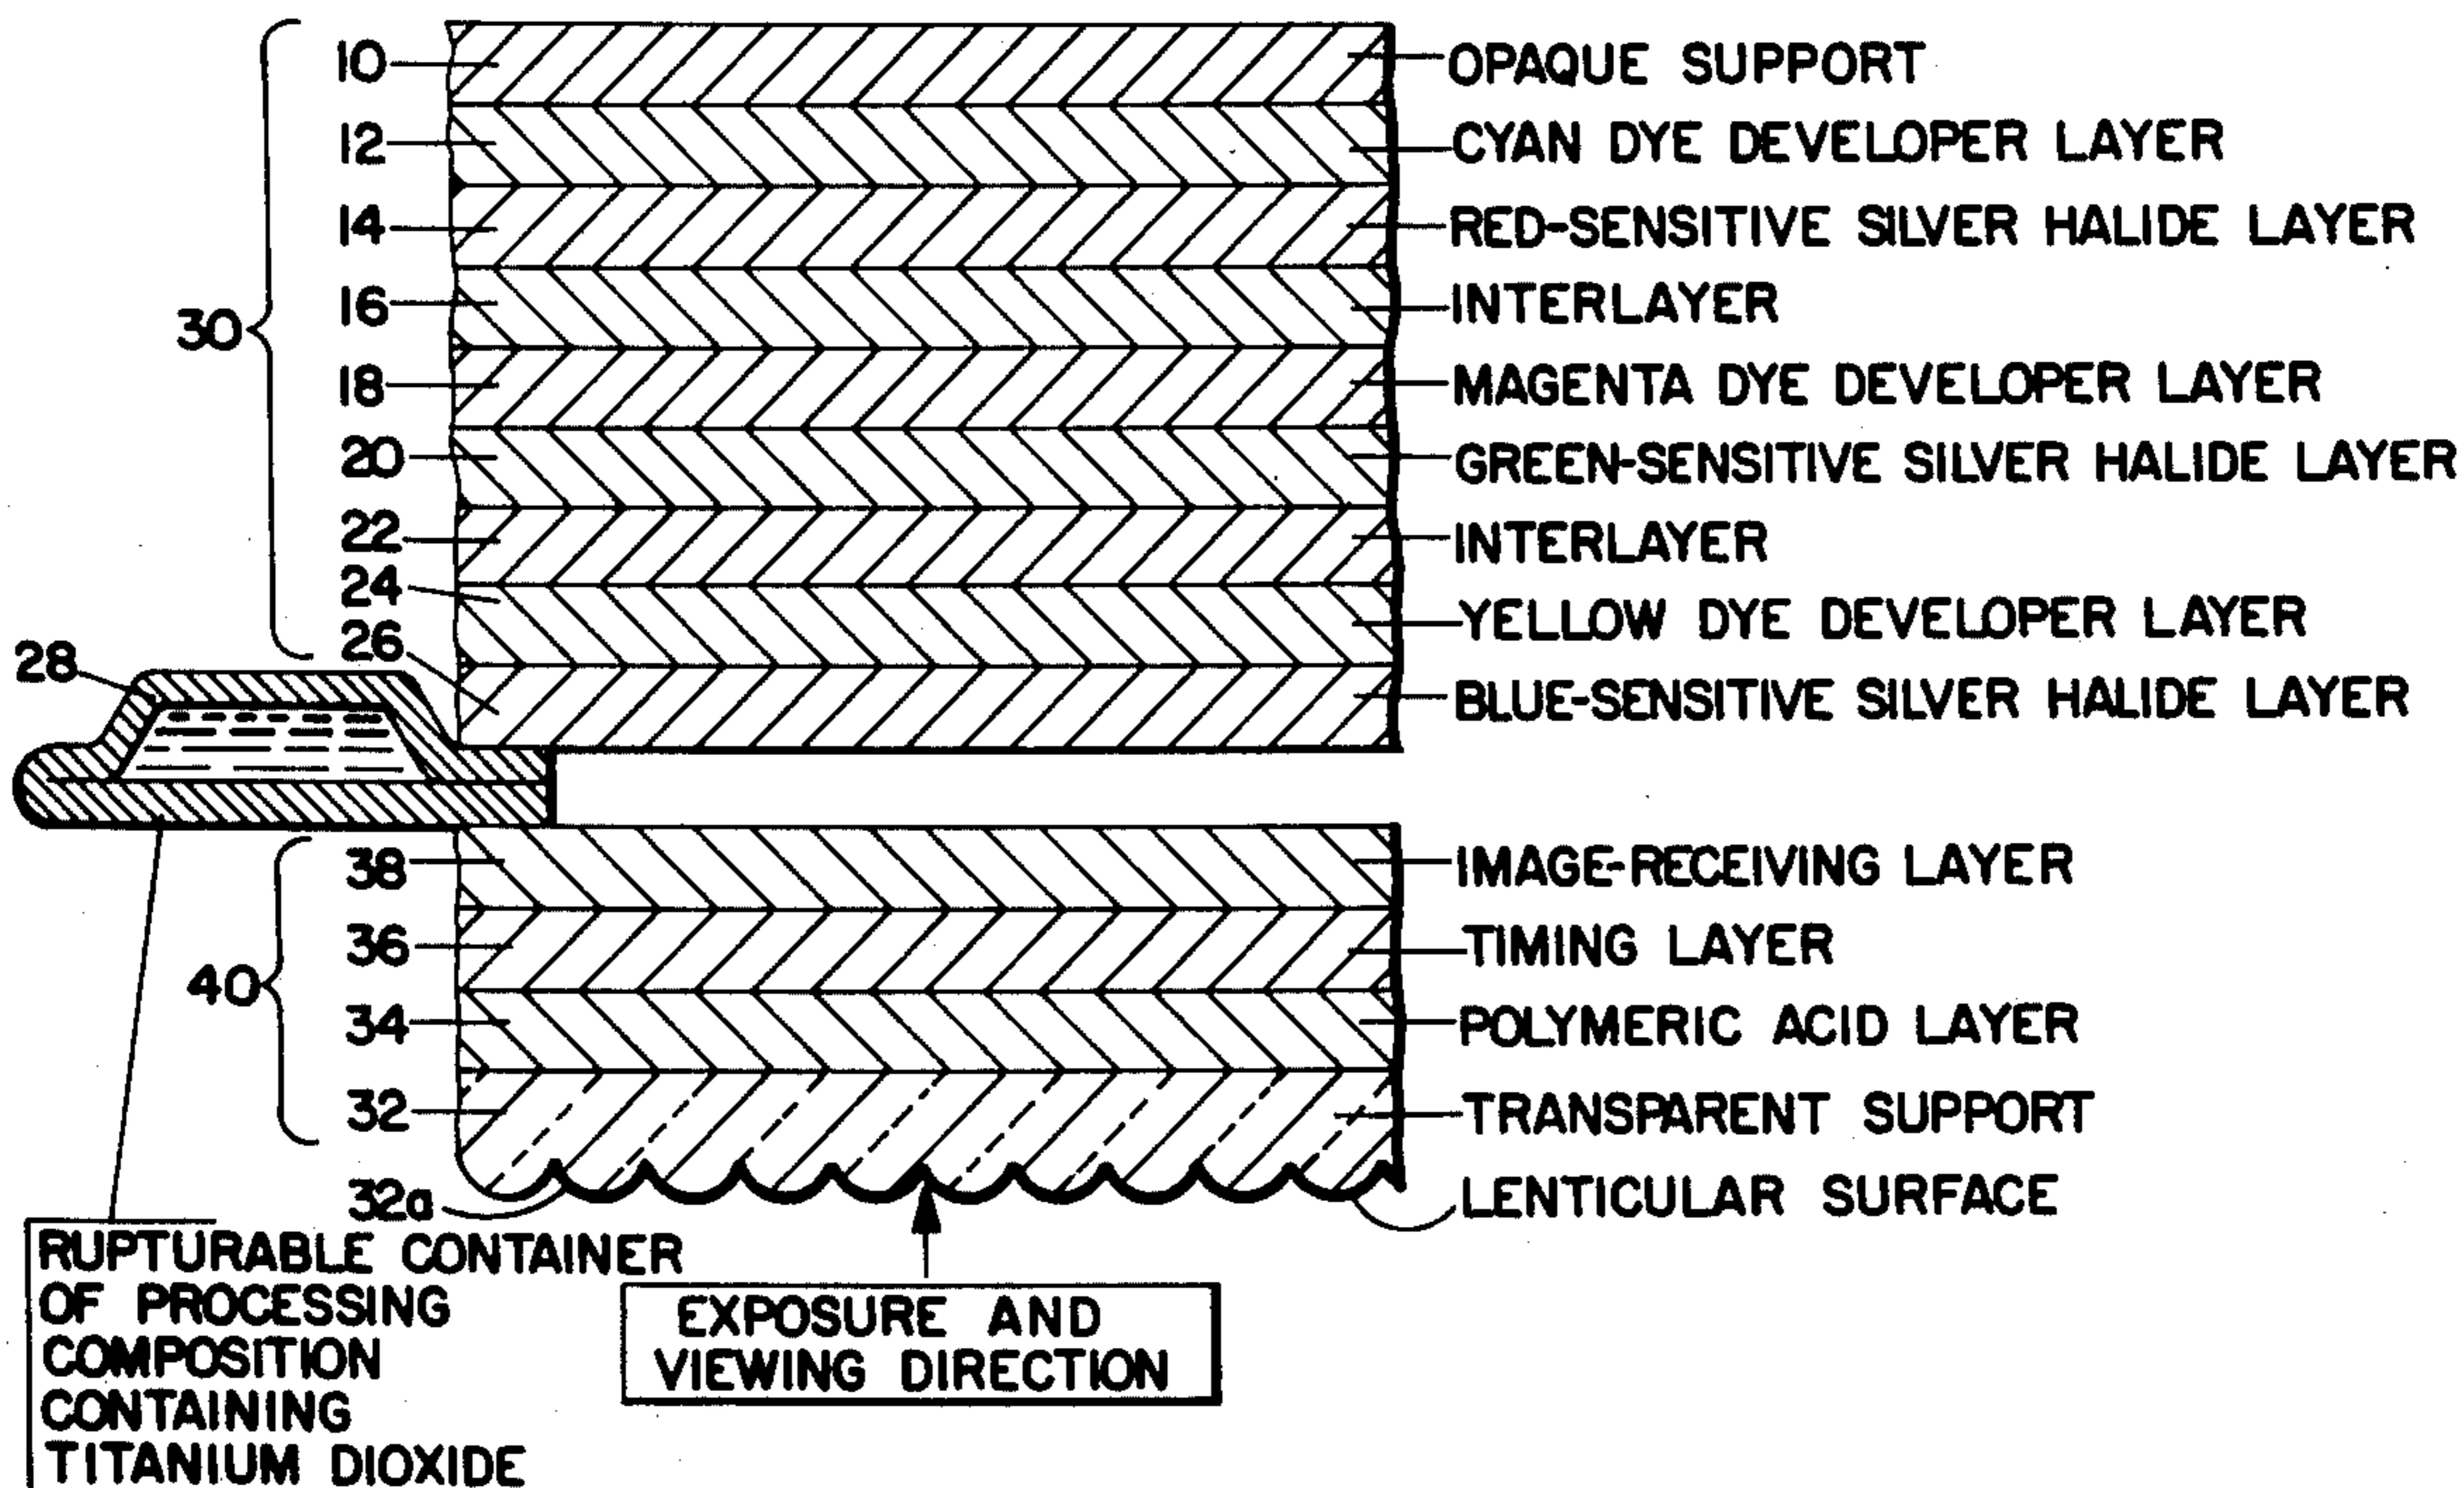 10 OPAQUE SUPPORT
12 CYAN DYE DEVELOPER LAYER
14 RED-SENSITIVE SILVER HALIDE LAYER
16 INTERLAYER
30
18 MAGENTA DYE DEVELOPER LAYER
20 GREEN-SENSITIVE SILVER HALIDE LAYER
22 INTERLAYER
24 YELLOW DYE DEVELOPER LAYER
26 BLUE-SENSITIVE SILVER HALIDE LAYER
28
38 IMAGE-RECEIVING LAYER
36 TIMING LAYER
40
34 POLYMERIC ACID LAYER
32 TRANSPARENT SUPPORT
32a LENTICULAR SURFACE
RUPTURABLE CONTAINER
OF PROCESSING
COMPOSITION
CONTAINING
TITANIUM DIOXIDE
EXPOSURE AND
VIEWING DIRECTION